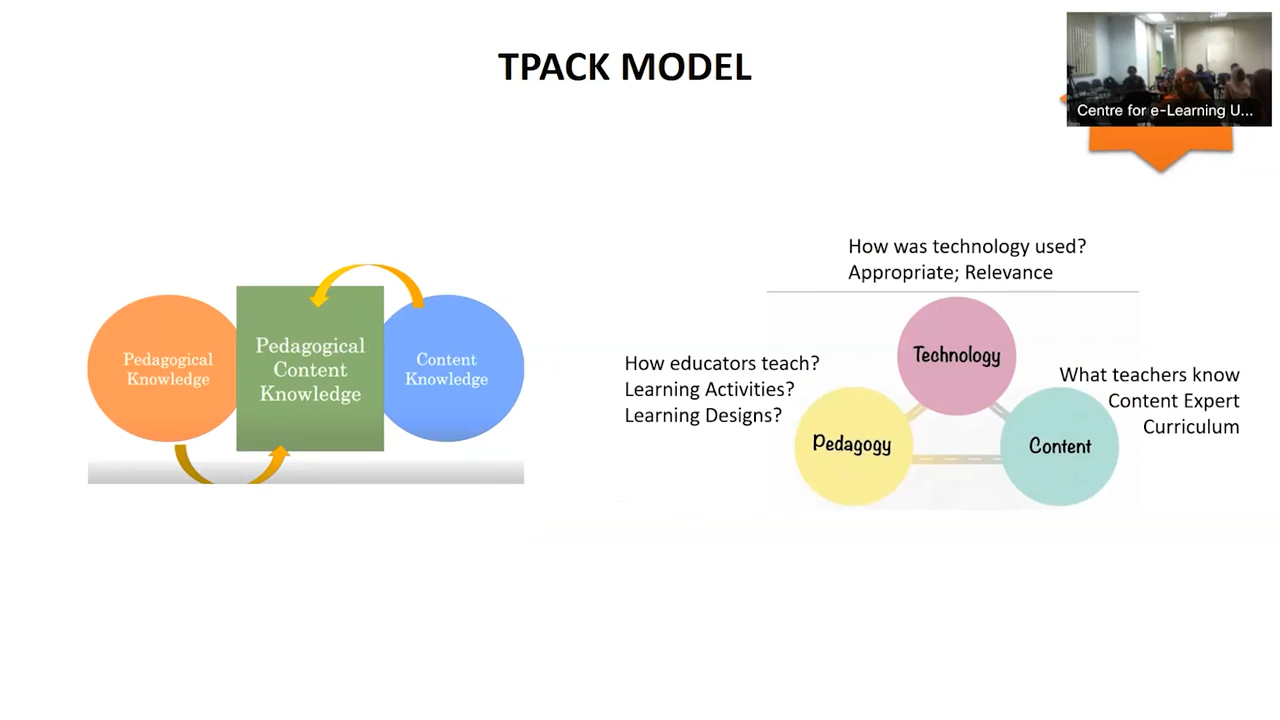 TPACK MODEL
Centre for e-Learning U...
Pedagogical
Knowledge
Pedagogical
Content
Knowledge
Content
Knowledge
How was technology used?
Appropriate; Relevance
Technology
How educators teach?
Learning Activities?
Learning Designs?
What teachers know
Content Expert
Curriculum
Pedagogy
Content